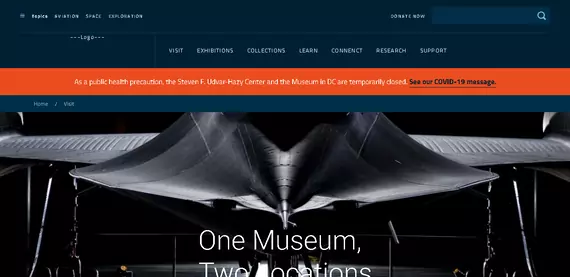 Topics AVIATION SPACE EXPLORATION DONATE NOW
---Logo---
VISIT EXHIBITIONS COLLECTIONS LEARN CONNENCT RESEARCH SUPPORT
As a public health precaution, the Steven F. Udvar-Hazy Center and the Museum in DC are temporarily closed. See our COVID-19 message.
Home / Visit
One Museum,
Two Locations